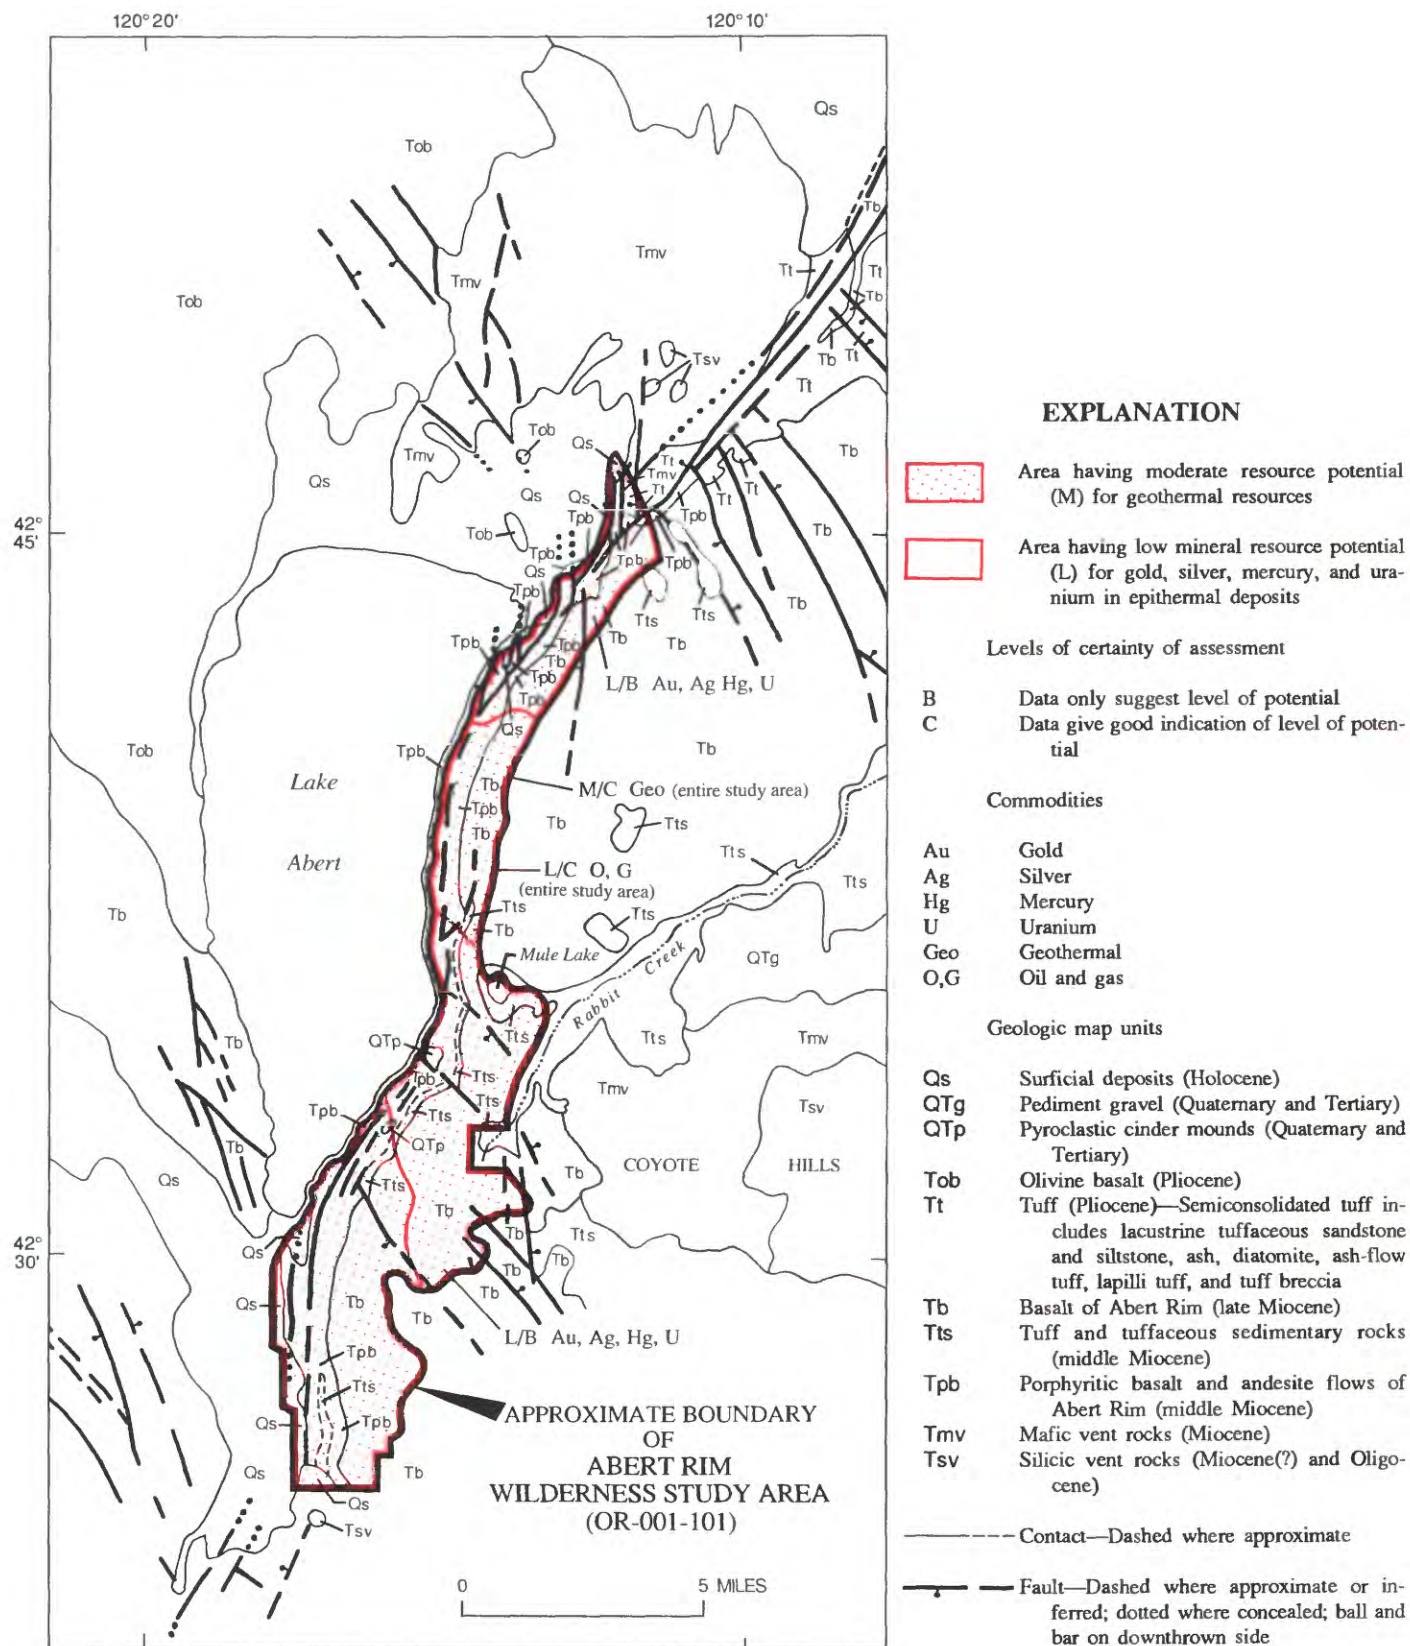 120° 20'
120° 10'
Qs
Tob
Tb
Tmv
Tt
Tt
Tmv
Tb
Tob
Tsv
Tb
Tt
Tt
Tob
Qs
Tt
Tb
Tmv
Tmv
Tt
Tt
Qs
Qs
Qs
Tt
Tpb
42°
45'
Tob
Tpb
Tb
Tpb
Tpb
Tpb
Qs
Tpb
Tts
Tts
Tb
Tb
Tb
Tpb
Tpb
Tb
Tpb
L/B Au, Ag Hg, U
Tpb
Qs
Tob
Tpb
Tb
Lake
Tb
M/C Geo (entire study area)
Tpb
Tb
Tts
Tb
Abert
L/C O, G
(entire study area)
Tts
Tts
Tts
Tb
Tb
Tts
Mule Lake
Rabbit Creek
QTg
Tb
QTp
Tts
Tts
Tmv
Tpb
Tts
Tmv
Tts
Tpb
Tts
Tsv
QTp
Tb
Tb
COYOTE HILLS
Qs
Tts
Tb
Tb
Tts
42°
30'
Qs
Tb
Tb
Qs
Tb
Tb
L/B Au, Ag, Hg, U
Tpb
Tts
Qs
Tpb
APPROXIMATE BOUNDARY
OF
ABERT RIM
WILDERNESS STUDY AREA
(OR-001-101)
Tb
Qs
Qs
Tsv
0 5 MILES
EXPLANATION
Area having moderate resource potential
(M) for geothermal resources
Area having low mineral resource potential
(L) for gold, silver, mercury, and ura-
nium in epithermal deposits
Levels of certainty of assessment
B Data only suggest level of potential
C Data give good indication of level of poten-
tial
Commodities
Au Gold
Ag Silver
Hg Mercury
U Uranium
Geo Geothermal
O,G Oil and gas
Geologic map units
Qs Surficial deposits (Holocene)
QTg Pediment gravel (Quaternary and Tertiary)
QTp Pyroclastic cinder mounds (Quaternary and
Tertiary)
Tob Olivine basalt (Pliocene)
Tt Tuff (Pliocene)—Semiconsolidated tuff in-
cludes lacustrine tuffaceous sandstone
and siltstone, ash, diatomite, ash-flow
tuff, lapilli tuff, and tuff breccia
Tb Basalt of Abert Rim (late Miocene)
Tts Tuff and tuffaceous sedimentary rocks
(middle Miocene)
Tpb Porphyritic basalt and andesite flows of
Abert Rim (middle Miocene)
Tmv Mafic vent rocks (Miocene)
Tsv Silicic vent rocks (Miocene(?) and Oligo-
cene)
Contact—Dashed where approximate
Fault—Dashed where approximate or in-
ferred; dotted where concealed; ball and
bar on downthrown side